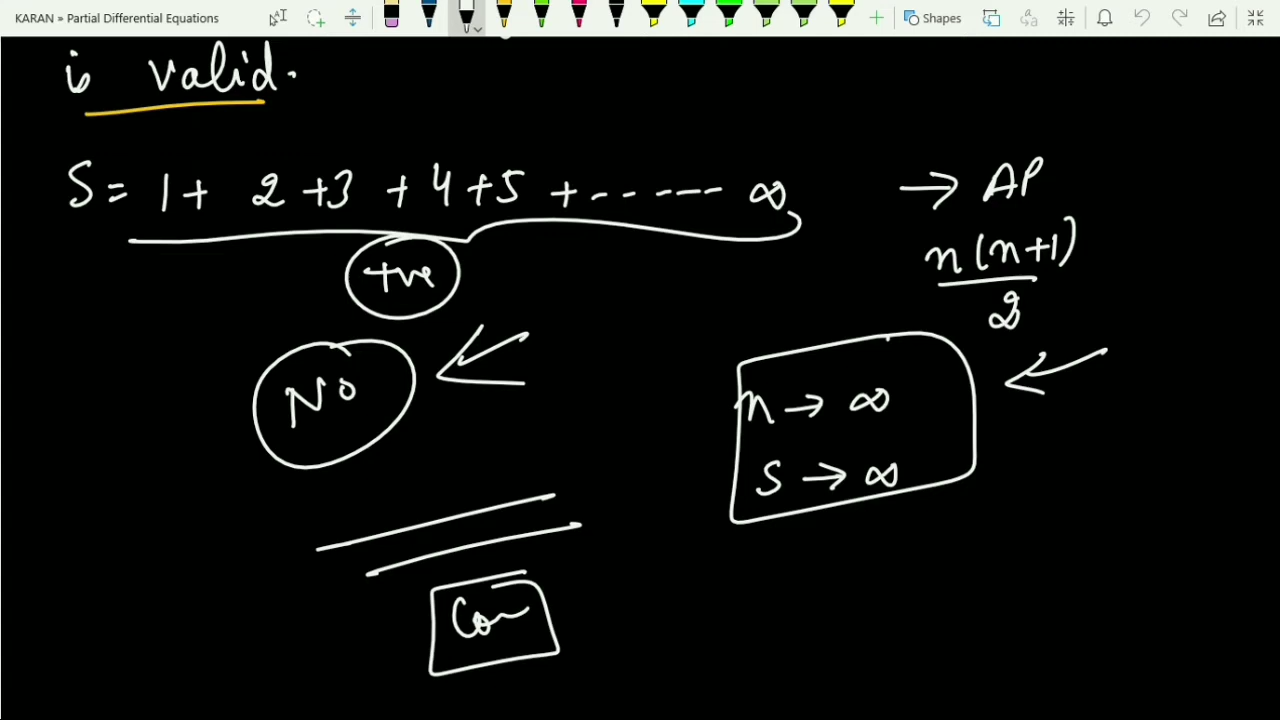 KARAN » Partial Differential Equations Shapes
is valid.
S = 1 + 2 + 3 + 4 + 5 + ------- ∞ → AP
+ve
n(n+1)
2
No
n → ∞
S → ∞